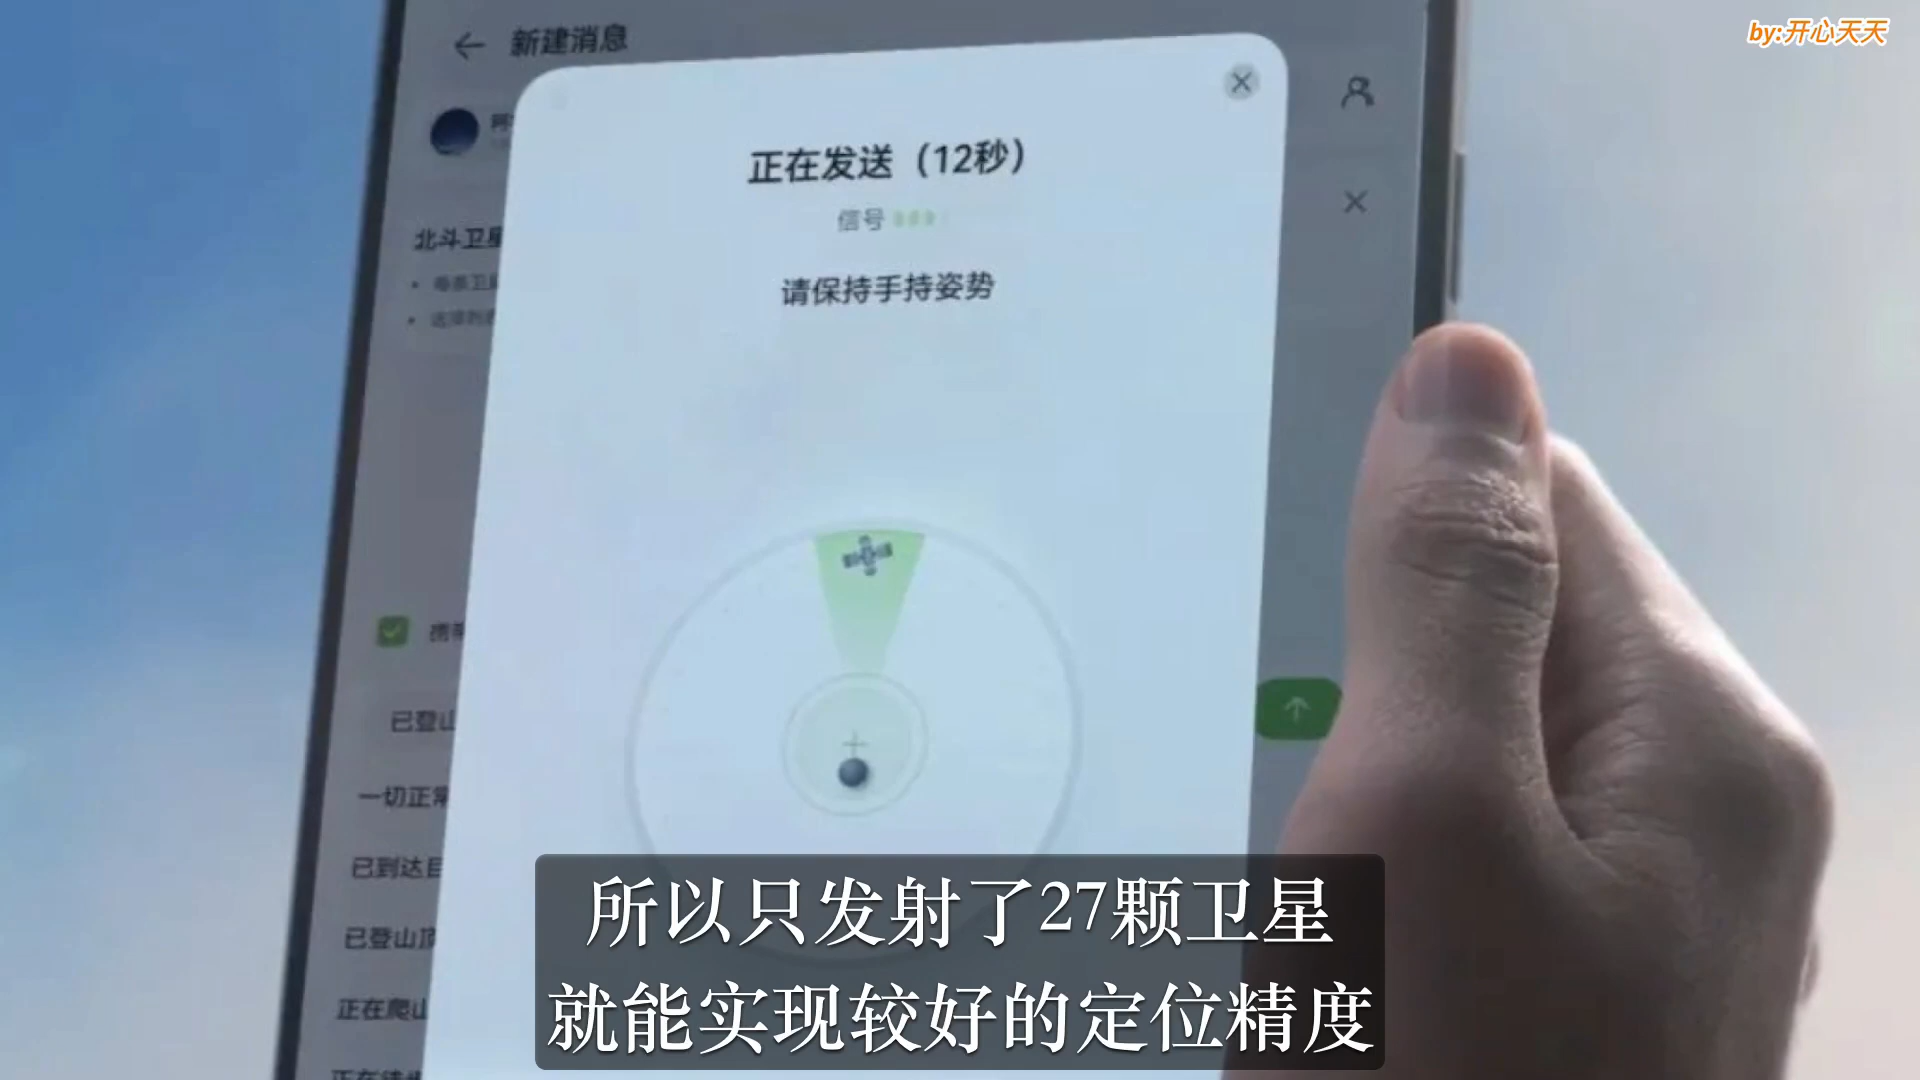 by:开心天天
新建消息
正在发送（12秒）
信号
请保持手持姿势
北斗卫星
已登山
一切正常
已到达目
已登山顶
正在爬山
所以只发射了27颗卫星
就能实现较好的定位精度